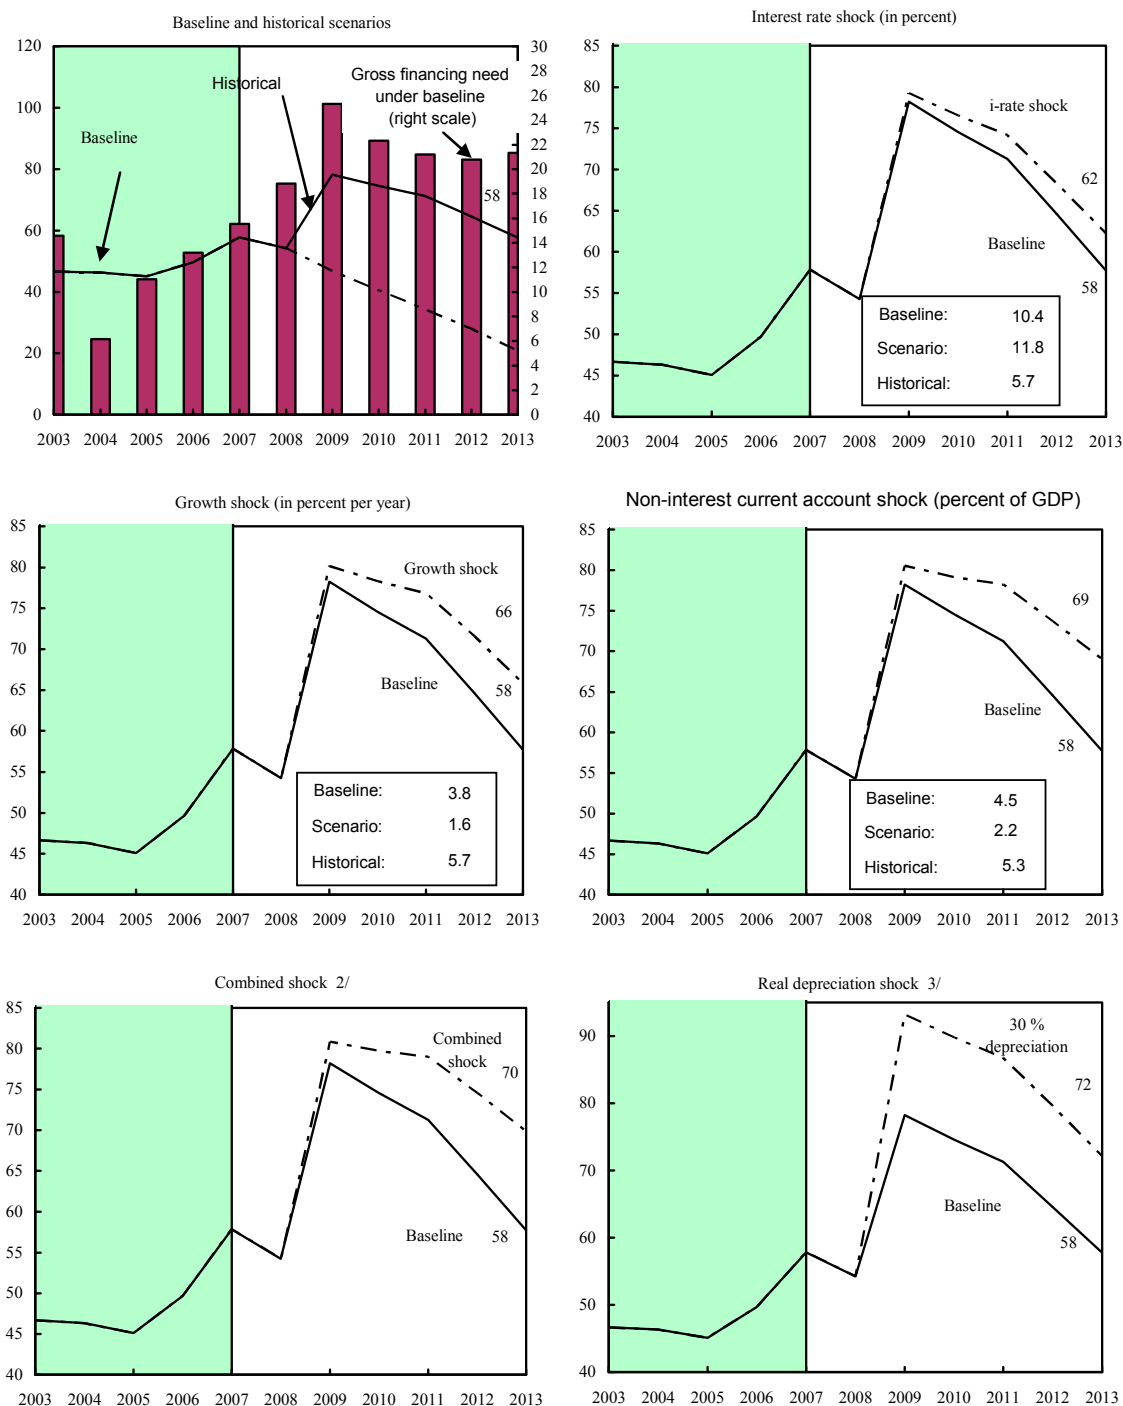 Baseline and historical scenarios
120
100
80
60
40
20
0
30
28
26
24
22
20
18
16
14
12
10
8
6
4
2
0
Historical
Gross financing need
under baseline
(right scale)
Baseline
58
2003 2004 2005 2006 2007 2008 2009 2010 2011 2012 2013
Interest rate shock (in percent)
85
80
75
70
65
60
55
50
45
40
i-rate shock
62
Baseline
58
Baseline: 10.4
Scenario: 11.8
Historical: 5.7
2003 2004 2005 2006 2007 2008 2009 2010 2011 2012 2013
Growth shock (in percent per year)
85
80
75
70
65
60
55
50
45
40
Growth shock
66
Baseline
58
Baseline: 3.8
Scenario: 1.6
Historical: 5.7
2003 2004 2005 2006 2007 2008 2009 2010 2011 2012 2013
Non-interest current account shock (percent of GDP)
85
80
75
70
65
60
55
50
45
40
69
Baseline
58
Baseline: 4.5
Scenario: 2.2
Historical: 5.3
2003 2004 2005 2006 2007 2008 2009 2010 2011 2012 2013
Combined shock 2/
85
80
75
70
65
60
55
50
45
40
Combined
shock
70
Baseline
58
2003 2004 2005 2006 2007 2008 2009 2010 2011 2012 2013
Real depreciation shock 3/
90
80
70
60
50
40
30 %
depreciation
72
Baseline
58
2003 2004 2005 2006 2007 2008 2009 2010 2011 2012 2013